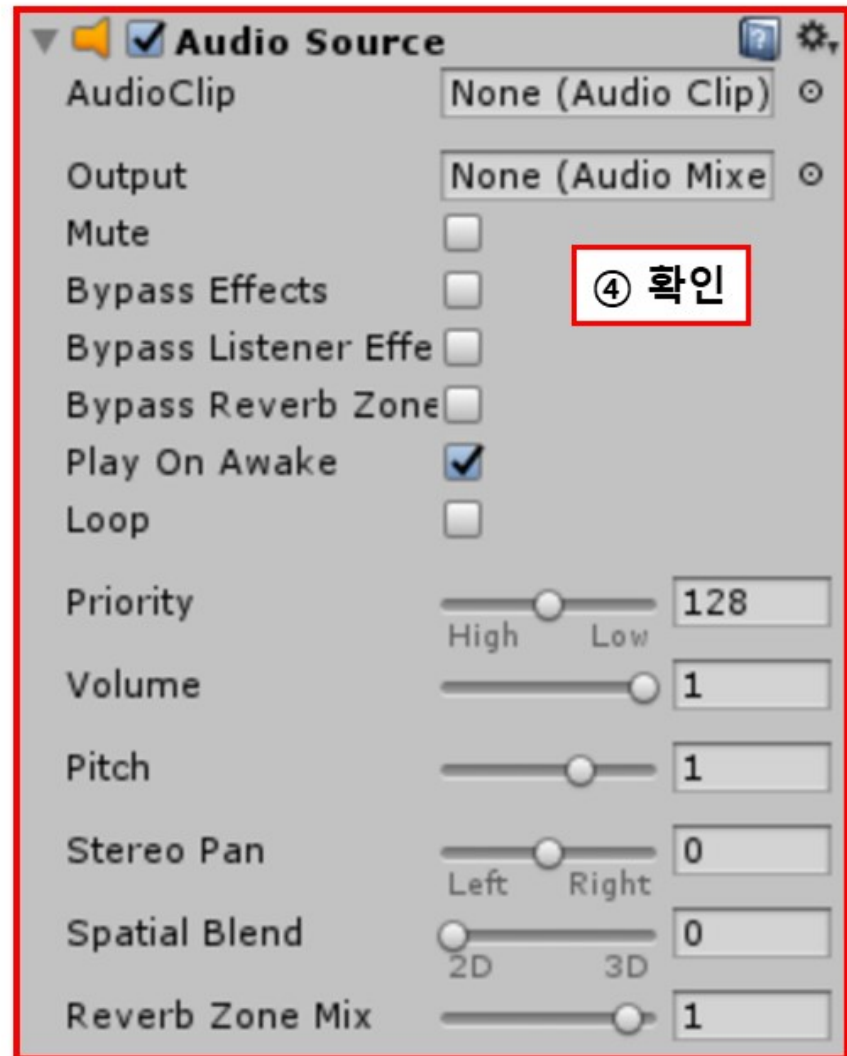 Audio Source
AudioClip None (Audio Clip)
Output None (Audio Mixe
Mute
④ 확인
Bypass Effects
Bypass Listener Effe
Bypass Reverb Zone
Play On Awake
Loop
Priority 128
High Low
Volume 1
Pitch 1
Stereo Pan 0
Left Right
Spatial Blend 0
2D 3D
Reverb Zone Mix 1